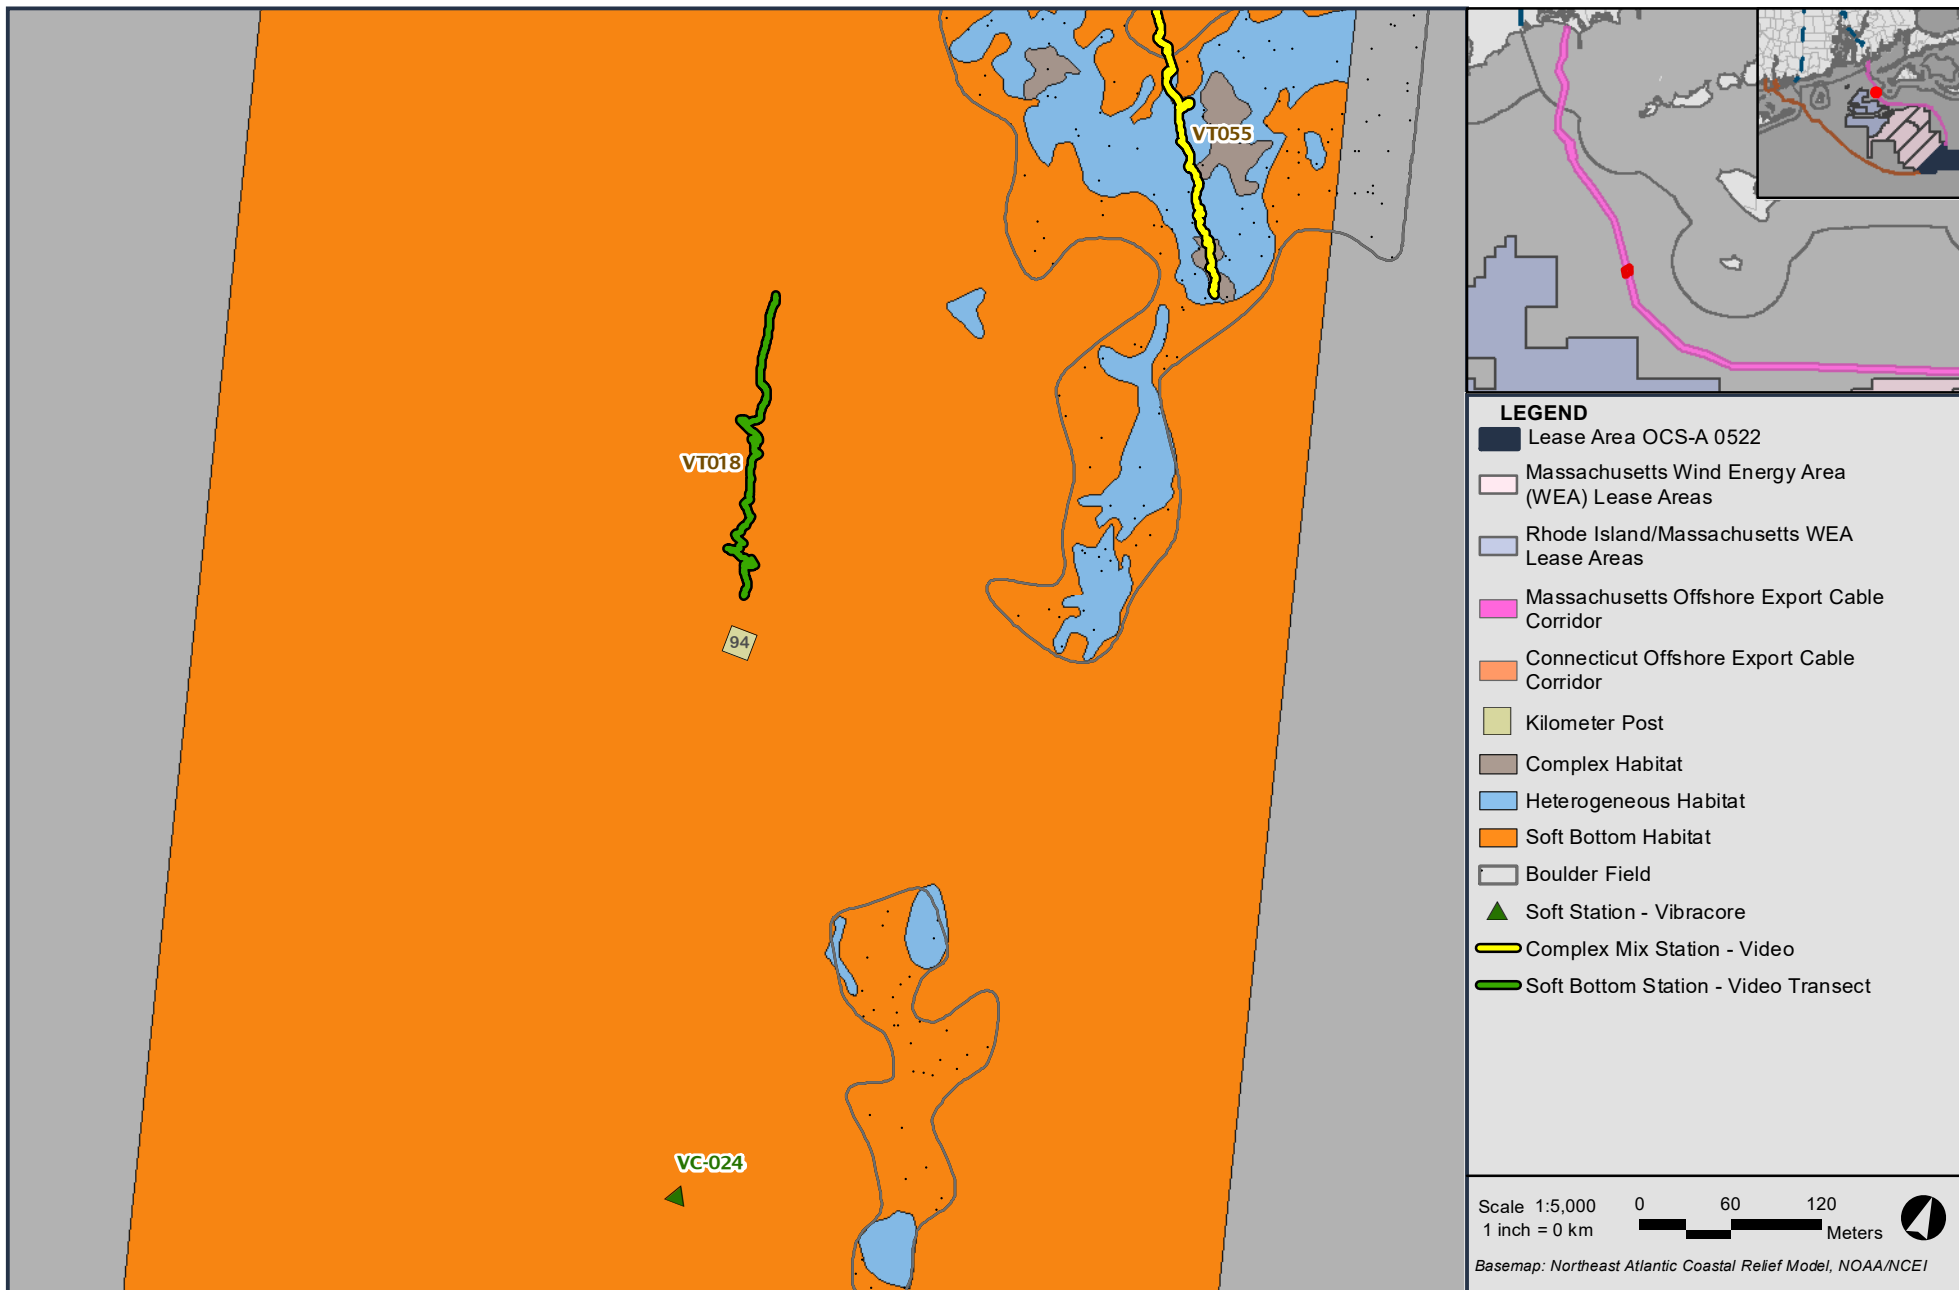 VT055
VT018
94
VC-024
LEGEND
Lease Area OCS-A 0522
Massachusetts Wind Energy Area
(WEA) Lease Areas
Rhode Island/Massachusetts WEA
Lease Areas
Massachusetts Offshore Export Cable
Corridor
Connecticut Offshore Export Cable
Corridor
Kilometer Post
Complex Habitat
Heterogeneous Habitat
Soft Bottom Habitat
Boulder Field
Soft Station - Vibracore
Complex Mix Station - Video
Soft Bottom Station - Video Transect
Scale 1:5,000
1 inch = 0 km
0 60 120
Meters
Basemap: Northeast Atlantic Coastal Relief Model, NOAA/NCEI